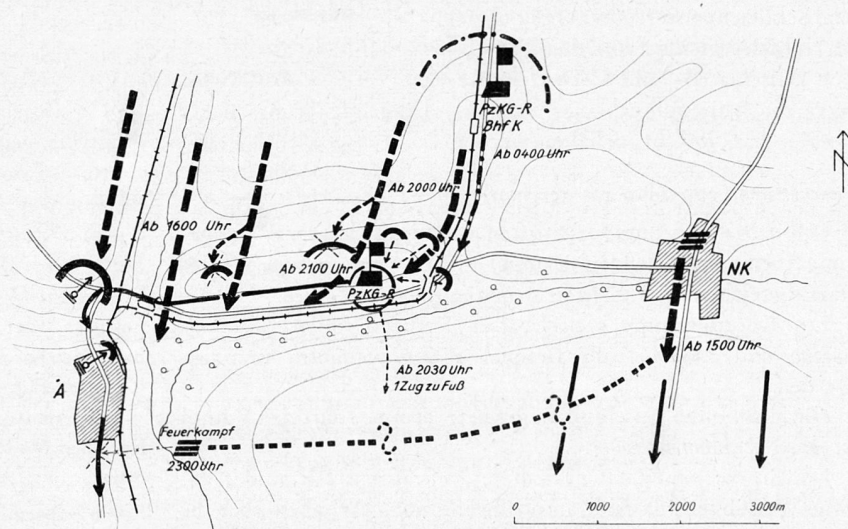 PzKG-R
Bhf K
Ab 0400 Uhr
N
Ab 2000 Uhr
Ab 1600 Uhr
Ab 2100 Uhr
PzKG-R
NK
Ab 1500 Uhr
Ab 2030 Uhr
1 Zug zu Fuß
A
Feuerkampf
2300 Uhr
0 1000 2000 3000m